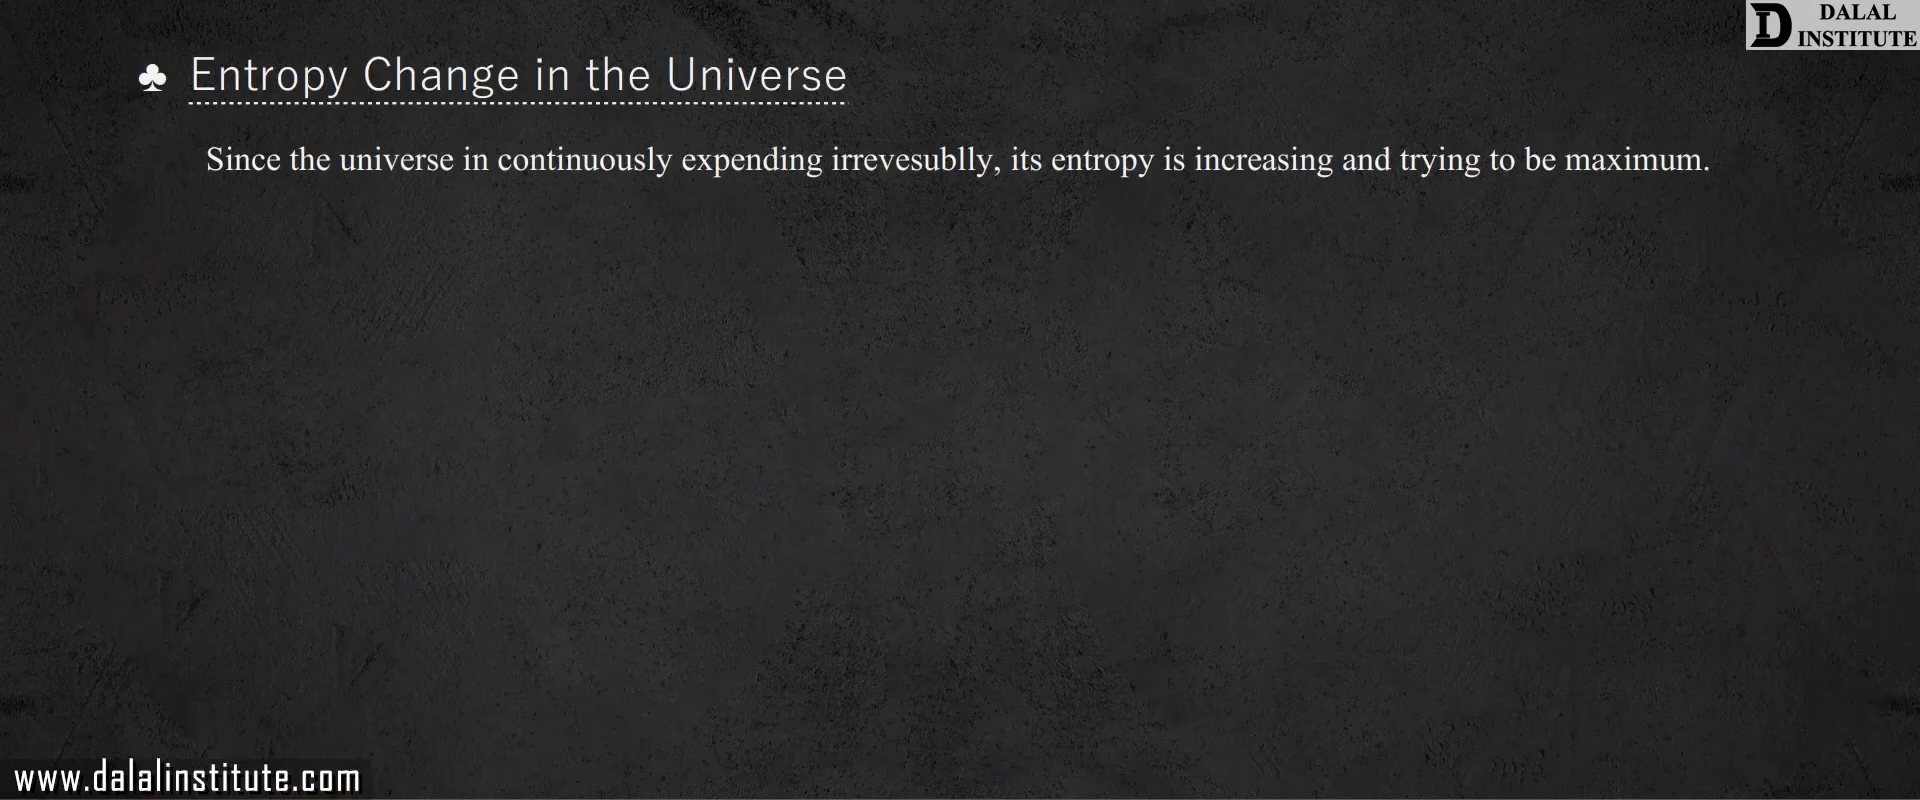 DALAL
INSTITUTE
♣ Entropy Change in the Universe
Since the universe in continuously expending irrevesublly, its entropy is increasing and trying to be maximum.
www.dalalinstitute.com